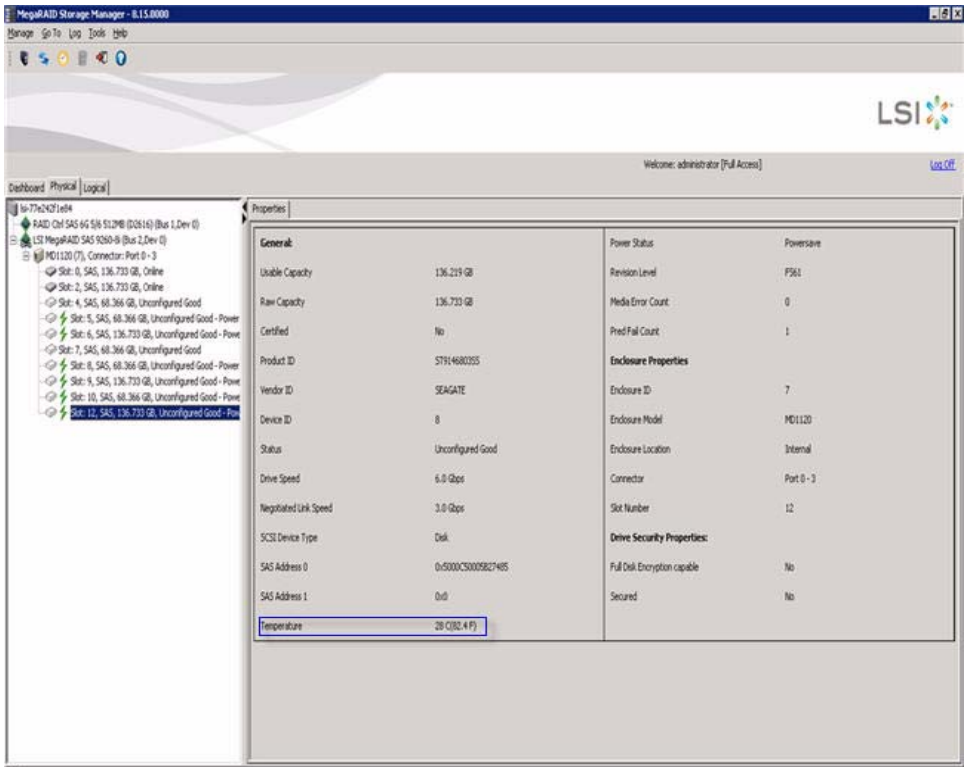 MegaRAID Storage Manager - 8.15.0000
Manage Go To Log Tools Help
LSI
Welcome: administrator [Full Access]
Log Off
Dashboard Physical Logical
lsi-77e242f1e84
RAID Ctrl SAS 6G 5/6 512MB (D2616) (Bus 1,Dev 0)
LSI MegaRAID SAS 9260-8i (Bus 2,Dev 0)
MD1120 (7), Connector: Port 0 - 3
Slot: 0, SAS, 136.733 GB, Online
Slot: 2, SAS, 136.733 GB, Online
Slot: 4, SAS, 68.366 GB, Unconfigured Good
Slot: 5, SAS, 68.366 GB, Unconfigured Good - Power
Slot: 6, SAS, 136.733 GB, Unconfigured Good - Powe
Slot: 7, SAS, 68.366 GB, Unconfigured Good
Slot: 8, SAS, 68.366 GB, Unconfigured Good - Power
Slot: 9, SAS, 136.733 GB, Unconfigured Good - Powe
Slot: 10, SAS, 68.366 GB, Unconfigured Good - Powe
Slot: 12, SAS, 136.733 GB, Unconfigured Good - Pow
Properties
General:
Usable Capacity 136.219 GB
Raw Capacity 136.733 GB
Certified No
Product ID ST9146803SS
Vendor ID SEAGATE
Device ID 8
Status Unconfigured Good
Drive Speed 6.0 Gbps
Negotiated Link Speed 3.0 Gbps
SCSI Device Type Disk
SAS Address 0 0x5000C50005B27485
SAS Address 1 0x0
Temperature 28 C(82.4 F)
Power Status Powersave
Revision Level FS61
Media Error Count 0
Pred Fail Count 1
Enclosure Properties
Enclosure ID 7
Enclosure Model MD1120
Enclosure Location Internal
Connector Port 0 - 3
Slot Number 12
Drive Security Properties:
Full Disk Encryption capable No
Secured No